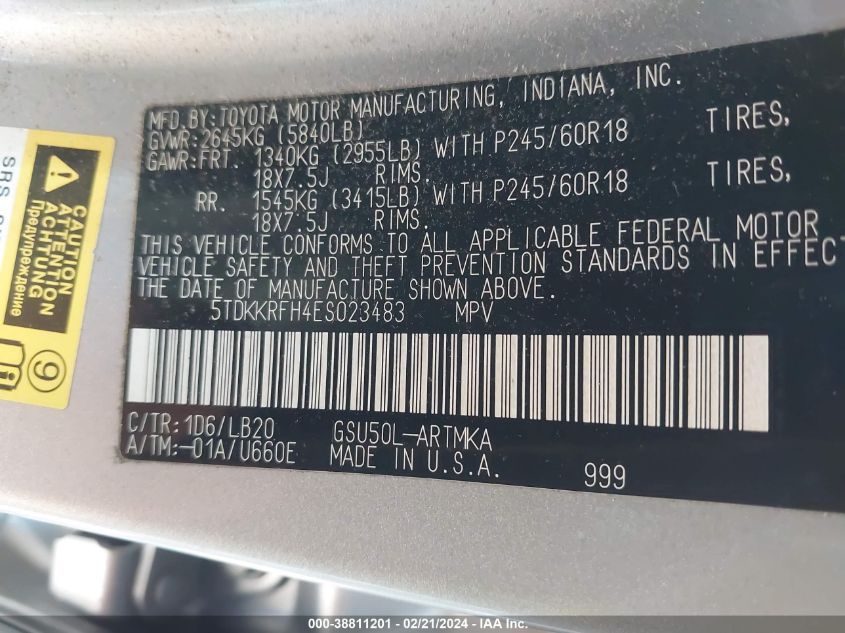 MFD.BY:TOYOTA MOTOR MANUFACTURING, INDIANA, INC.
GVWR:2645KG (5840LB)
GAWR:FRT. 1340KG (2955LB) WITH P245/60R18 TIRES,
18X7.5J RIMS.
RR. 1545KG (3415LB) WITH P245/60R18 TIRES,
18X7.5J RIMS.
THIS VEHICLE CONFORMS TO ALL APPLICABLE FEDERAL MOTOR
VEHICLE SAFETY AND THEFT PREVENTION STANDARDS IN EFFECT
THE DATE OF MANUFACTURE SHOWN ABOVE.
5TDKKRFH4ES023483 MPV
C/TR:1D6/LB20 GSU50L-ARTMKA
A/TM:-01A/U660E MADE IN U.S.A.
999
SRS
CAUTION
ATTENTION
ACHTUNG
Предупреждение
9
000-38811201 - 02/21/2024 - IAA Inc.